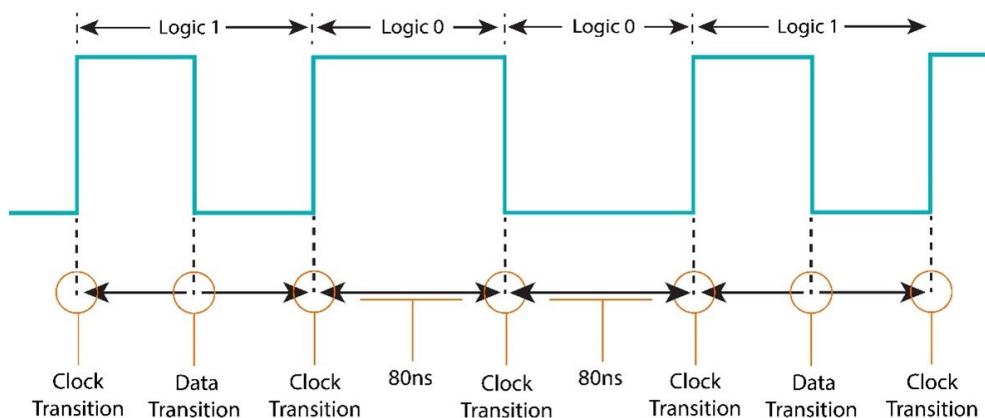 Logic 1 Logic 0 Logic 0 Logic 1
Clock Data Clock 80ns Clock 80ns Clock Data Clock
Transition Transition Transition Transition Transition Transition Transition